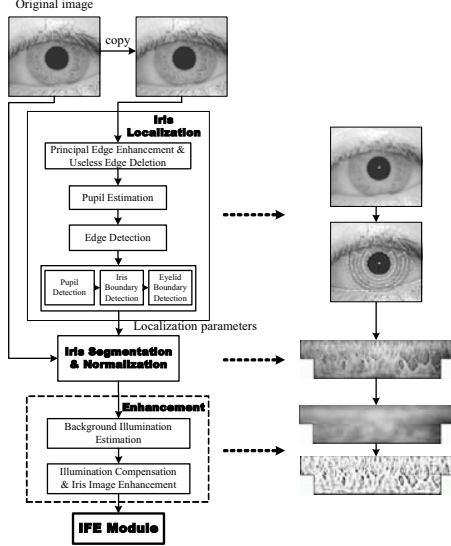 Original image
copy
Iris
Localization
Principal Edge Enhancement &
Useless Edge Deletion
Pupil Estimation
Edge Detection
Pupil
Detection
Iris
Boundary
Detection
Eyelid
Boundary
Detection
Localization parameters
Iris Segmentation
& Normalization
Enhancement
Background Illumination
Estimation
Illumination Compensation
& Iris Image Enhancement
IFE Module